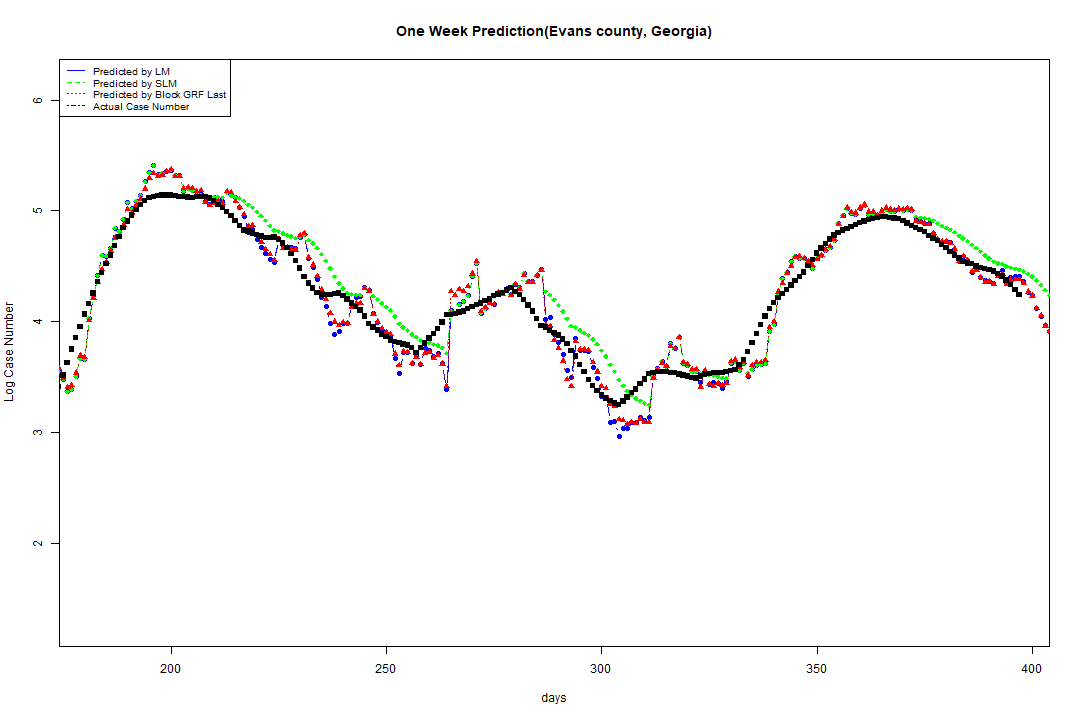 One Week Prediction(Evans county, Georgia)
Predicted by LM
Predicted by SLM
Predicted by Block GRF Last
Actual Case Number
6
5
4
3
2
Log Case Number
200 250 300 350 400
days